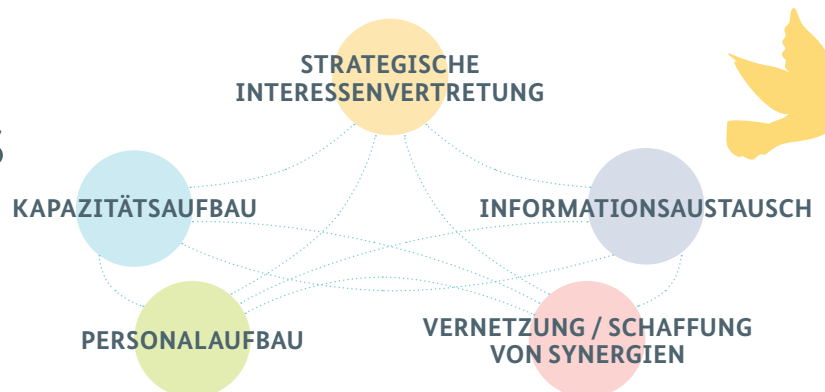 STRATEGISCHE
INTERESSENVERTRETUNG
S
KAPAZITÄTSAUFBAU
INFORMATIONSAUSTAUSCH
PERSONALAUFBAU
VERNETZUNG / SCHAFFUNG
VON SYNERGIEN